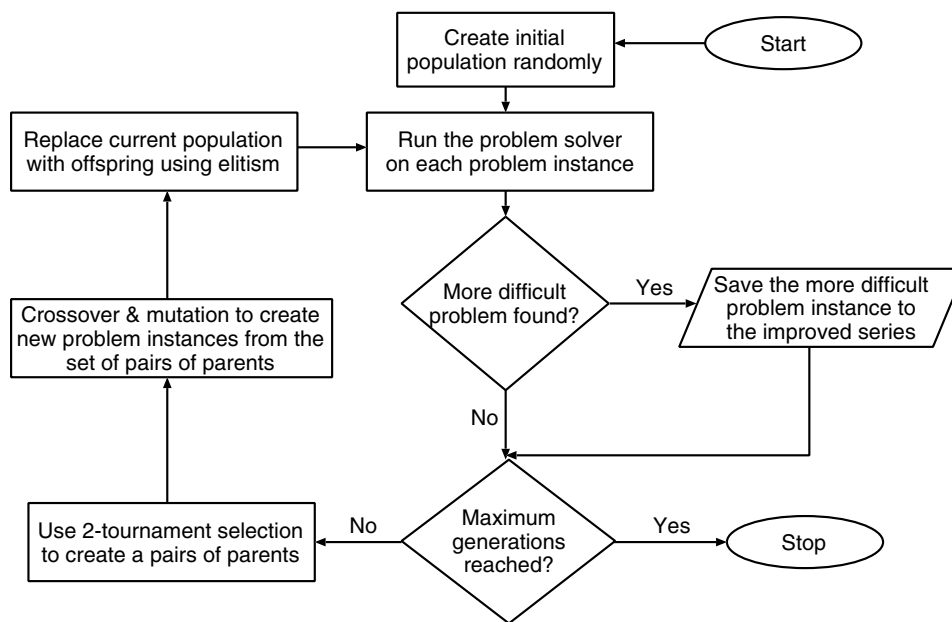 Start
Create initial
population randomly
Replace current population
with offspring using elitism
Run the problem solver
on each problem instance
More difficult
problem found?
Yes
Save the more difficult
problem instance to
the improved series
Crossover & mutation to create
new problem instances from the
set of pairs of parents
No
Maximum
generations
reached?
No
Yes
Use 2-tournament selection
to create a pairs of parents
Stop